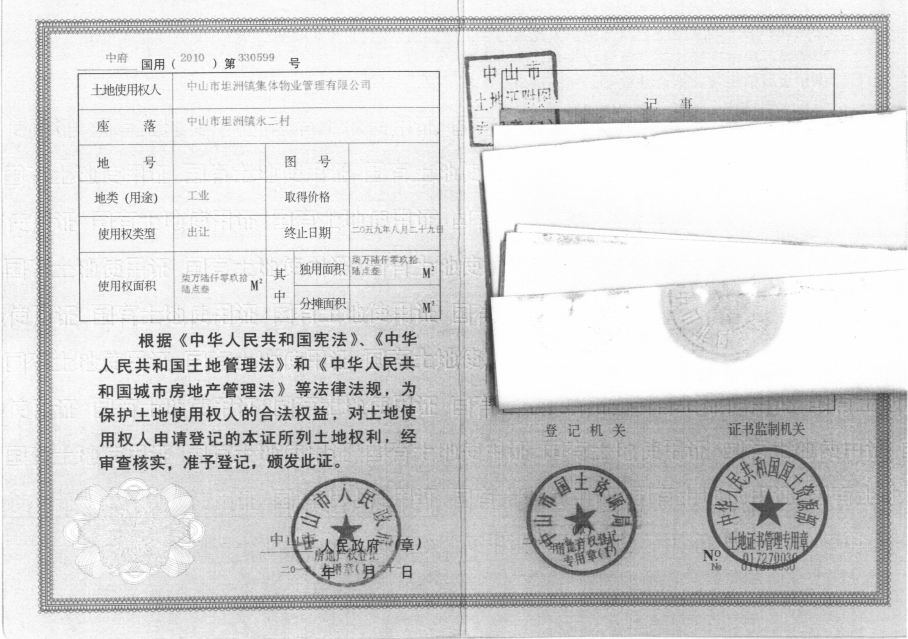 中府 国用（2010）第330599 号
土地使用权人 中山市坦洲镇集体物业管理有限公司
座 落 中山市坦洲镇永二村
地 号 图 号
地类（用途） 工业 取得价格
使用权类型 出让 终止日期 二〇五九年八月二十九日
使用权面积 柒万陆仟零玖拾陆点叁 M² 其中 独用面积 柒万陆仟零玖拾陆点叁 M²
分摊面积 M²
根据《中华人民共和国宪法》、《中华
人民共和国土地管理法》和《中华人民共
和国城市房地产管理法》等法律法规，为
保护土地使用权人的合法权益，对土地使
用权人申请登记的本证所列土地权利，经
审查核实，准予登记，颁发此证。
中山市人民政府
人民政府（章）
房地产权登记
专用章(1)
年 月 日
中山市
土地证附图
记 事
登 记 机 关
中山市国土资源局
房地产权登记
专用章(1)
证书监制机关
中华人民共和国国土资源部
土地证书管理专用章
Nº 017270030
№ 017270030